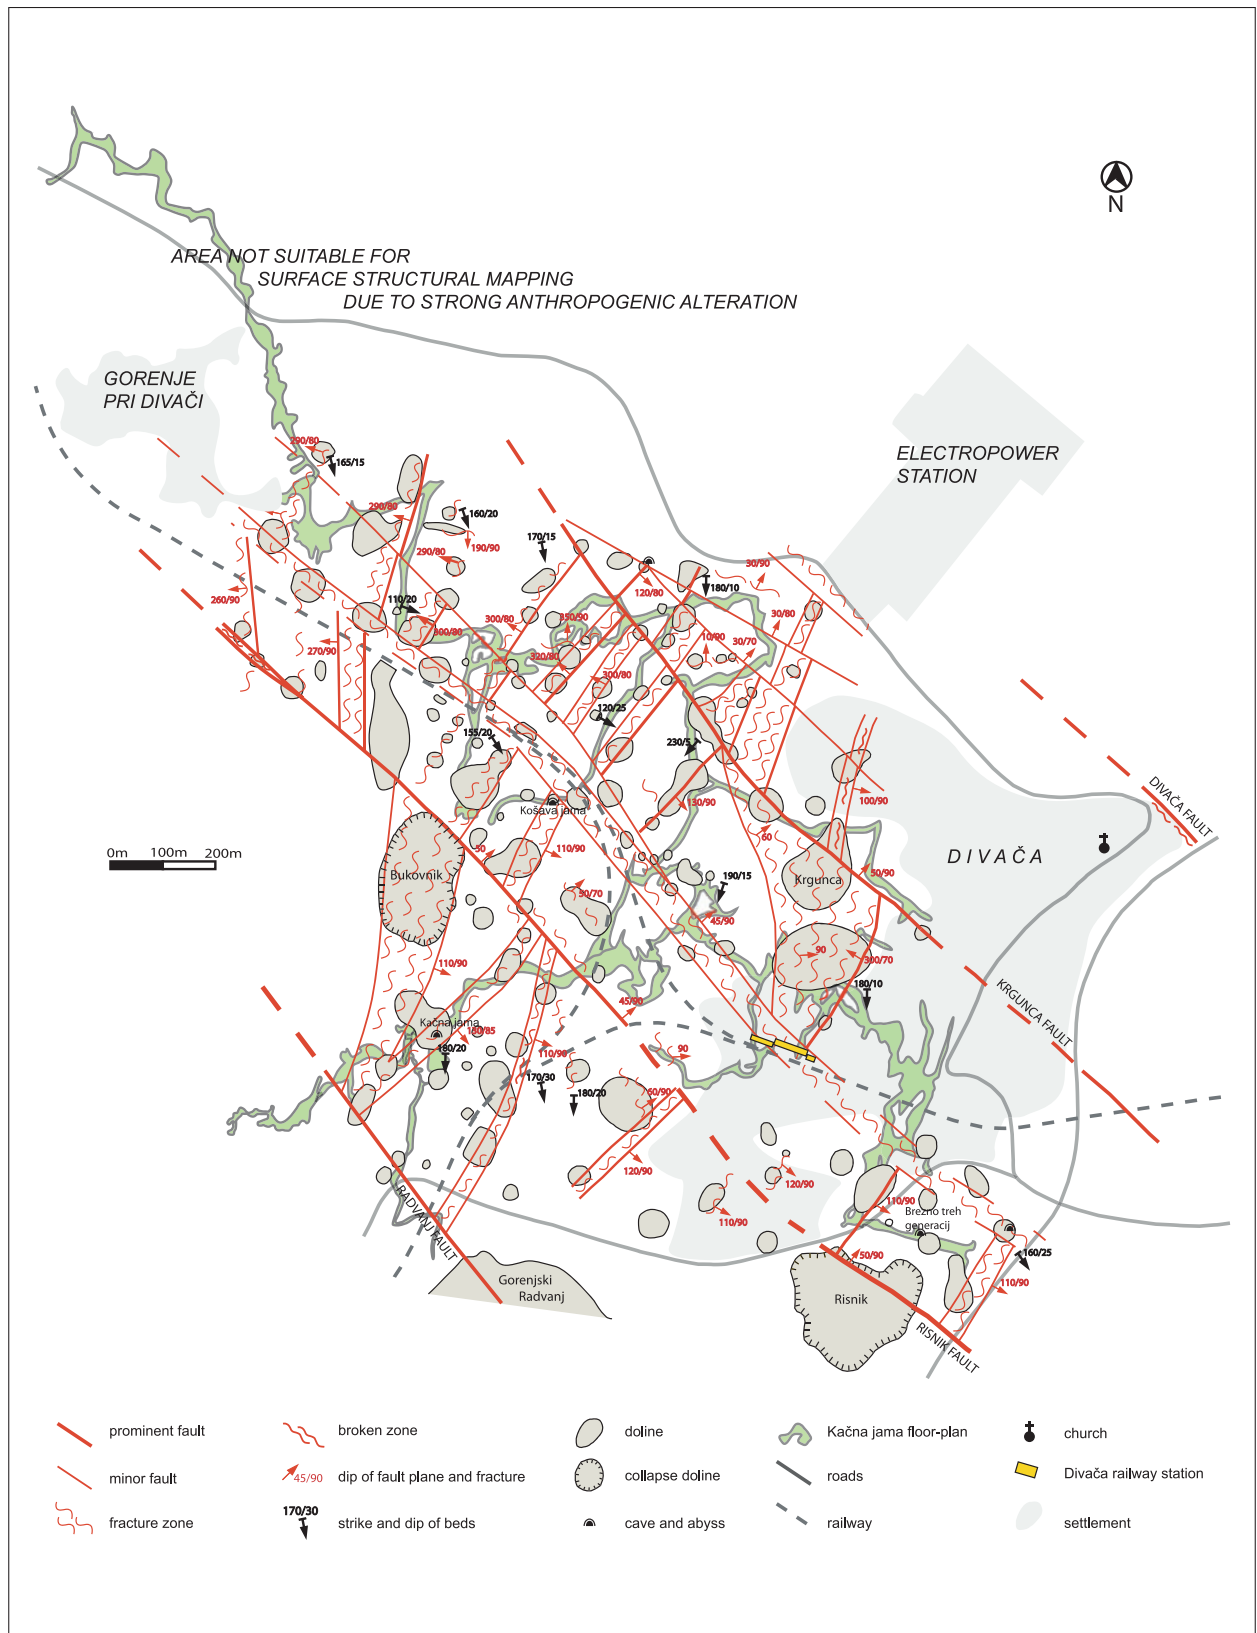 N
AREA NOT SUITABLE FOR
SURFACE STRUCTURAL MAPPING
DUE TO STRONG ANTHROPOGENIC ALTERATION
GORENJE
PRI DIVAČI
ELECTROPOWER
STATION
290/80
165/15
290/80
160/20
190/90
170/15
290/80
30/90
120/80
180/10
260/90
110/20
300/80
300/80
350/90
30/80
10/90
30/70
270/90
320/80
300/80
120/25
155/20
230/5
DIVAČA FAULT
100/90
130/90
Košava jama
60
0m 100m 200m
50
110/90
DIVAČA
Bukovnik
190/15
Krgunca
50/90
50/70
45/90
90
300/70
110/90
180/10
KRGUNCA FAULT
45/90
Kačna jama
150/85
180/20
110/90
90
170/30
180/20
60/90
120/90
120/90
110/90
110/90
RADVANJ FAULT
Brezno treh
generacij
50/90
160/25
110/90
Gorenjski
Radvanj
Risnik
RISNIK FAULT
prominent fault
broken zone
doline
Kačna jama floor-plan
church
minor fault
45/90
dip of fault plane and fracture
collapse doline
roads
Divača railway station
fracture zone
170/30
strike and dip of beds
cave and abyss
railway
settlement